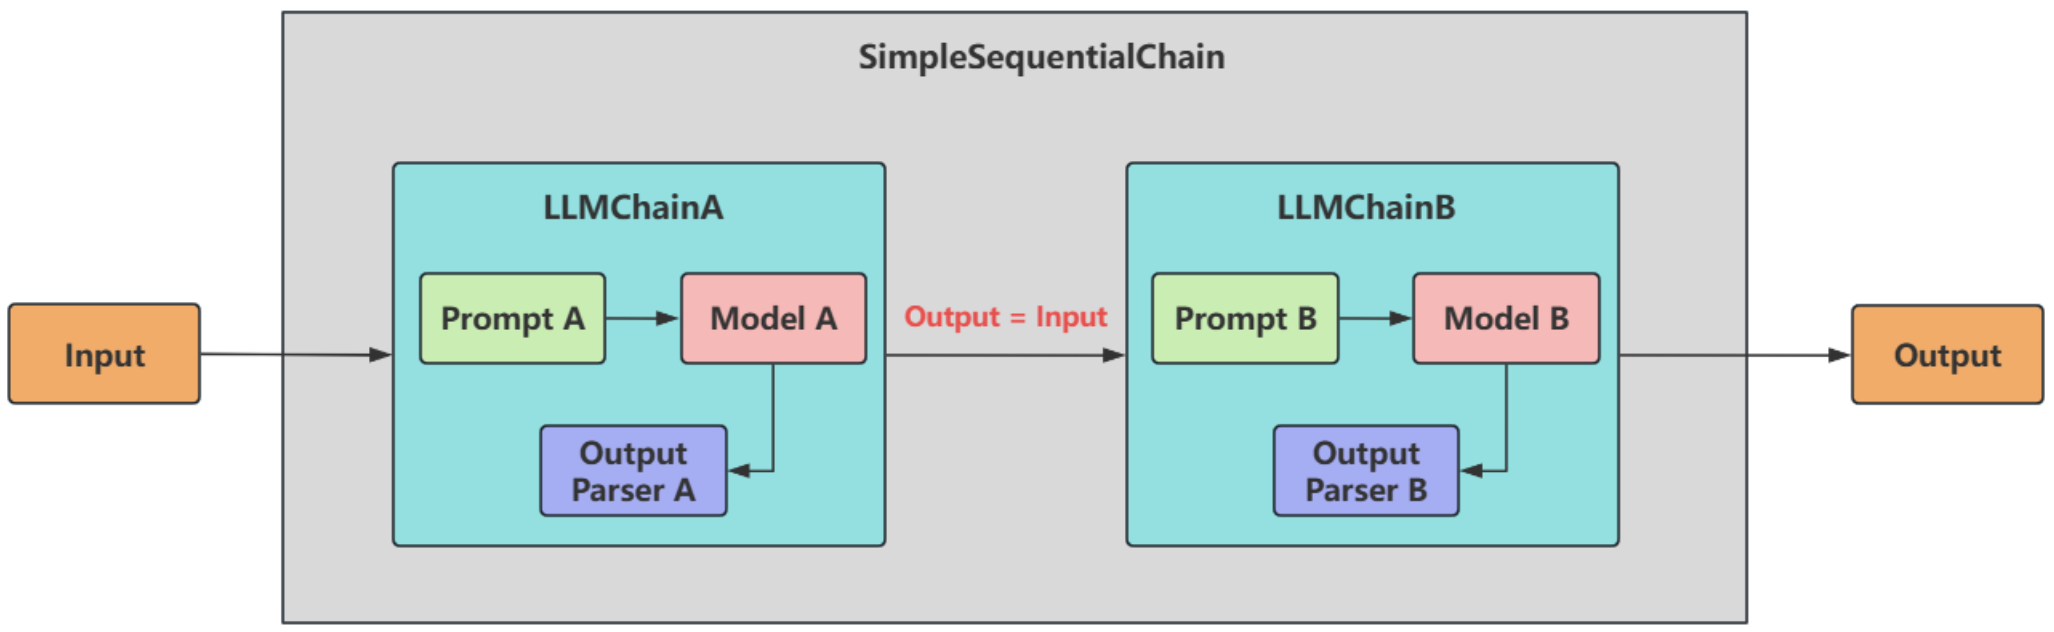 SimpleSequentialChain
Input
LLMChainA
Prompt A
Model A
Output
Parser A
Output = Input
LLMChainB
Prompt B
Model B
Output
Parser B
Output